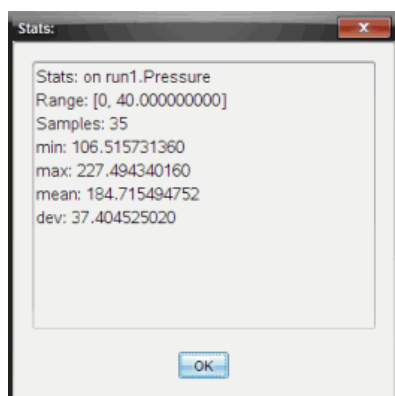 Stats:
Stats: on run1.Pressure
Range: [0, 40.000000000]
Samples: 35
min: 106.515731360
max: 227.494340160
mean: 184.715494752
dev: 37.404525020
OK